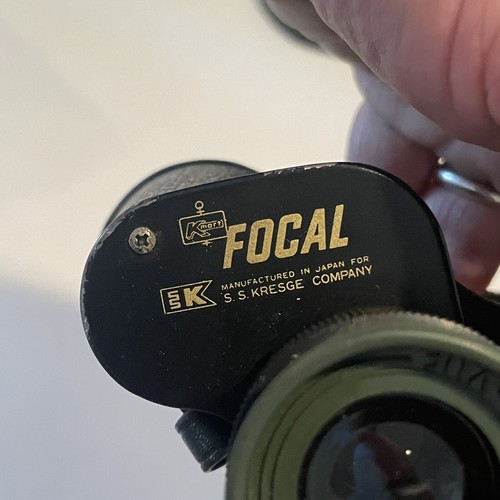 Kmart
FOCAL
MANUFACTURED IN JAPAN FOR
SSK S.S. KRESGE COMPANY